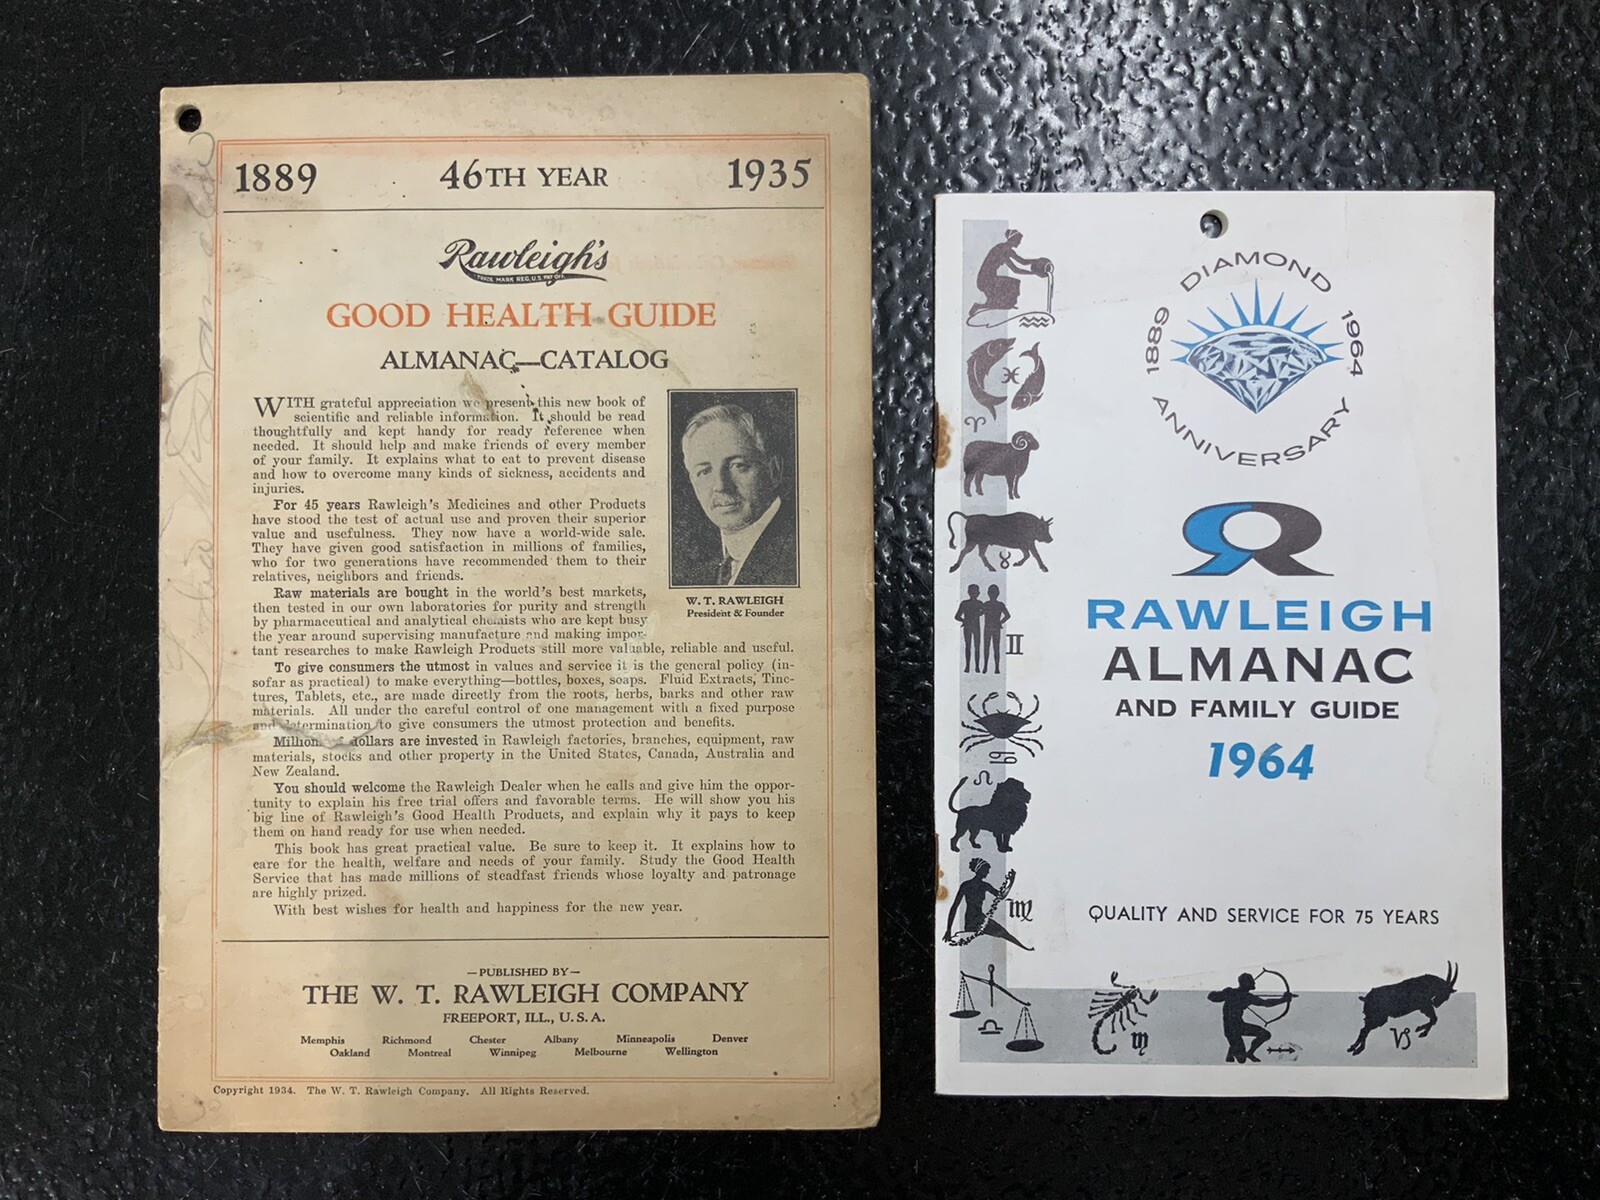 1889 46TH YEAR 1935
Rawleigh's
TRADE MARK REG. U.S. PAT. OFF.
GOOD HEALTH GUIDE
ALMANAC—CATALOG
WITH grateful appreciation we present this new book of
scientific and reliable information. It should be read
thoughtfully and kept handy for ready reference when
needed. It should help and make friends of every member
of your family. It explains what to eat to prevent disease
and how to overcome many kinds of sickness, accidents and
injuries.
For 45 years Rawleigh's Medicines and other Products
have stood the test of actual use and proven their superior
value and usefulness. They now have a world-wide sale.
They have given good satisfaction in millions of families,
who for two generations have recommended them to their
relatives, neighbors and friends.
Raw materials are bought in the world's best markets,
then tested in our own laboratories for purity and strength
by pharmaceutical and analytical chemists who are kept busy
the year around supervising manufacture and making impor-
tant researches to make Rawleigh Products still more valuable, reliable and useful.
To give consumers the utmost in values and service it is the general policy (in-
sofar as practical) to make everything—bottles, boxes, soaps. Fluid Extracts, Tinc-
tures, Tablets, etc., are made directly from the roots, herbs, barks and other raw
materials. All under the careful control of one management with a fixed purpose
and determination to give consumers the utmost protection and benefits.
Millions of dollars are invested in Rawleigh factories, branches, equipment, raw
materials, stocks and other property in the United States, Canada, Australia and
New Zealand.
You should welcome the Rawleigh Dealer when he calls and give him the oppor-
tunity to explain his free trial offers and favorable terms. He will show you his
big line of Rawleigh's Good Health Products, and explain why it pays to keep
them on hand ready for use when needed.
This book has great practical value. Be sure to keep it. It explains how to
care for the health, welfare and needs of your family. Study the Good Health
Service that has made millions of steadfast friends whose loyalty and patronage
are highly prized.
With best wishes for health and happiness for the new year.
W. T. RAWLEIGH
President & Founder
—PUBLISHED BY—
THE W. T. RAWLEIGH COMPANY
FREEPORT, ILL., U. S. A.
Memphis Richmond Chester Albany Minneapolis Denver
Oakland Montreal Winnipeg Melbourne Wellington
Copyright 1934. The W. T. Rawleigh Company. All Rights Reserved.
DIAMOND
1889 1964
ANNIVERSARY
R
RAWLEIGH
ALMANAC
AND FAMILY GUIDE
1964
QUALITY AND SERVICE FOR 75 YEARS